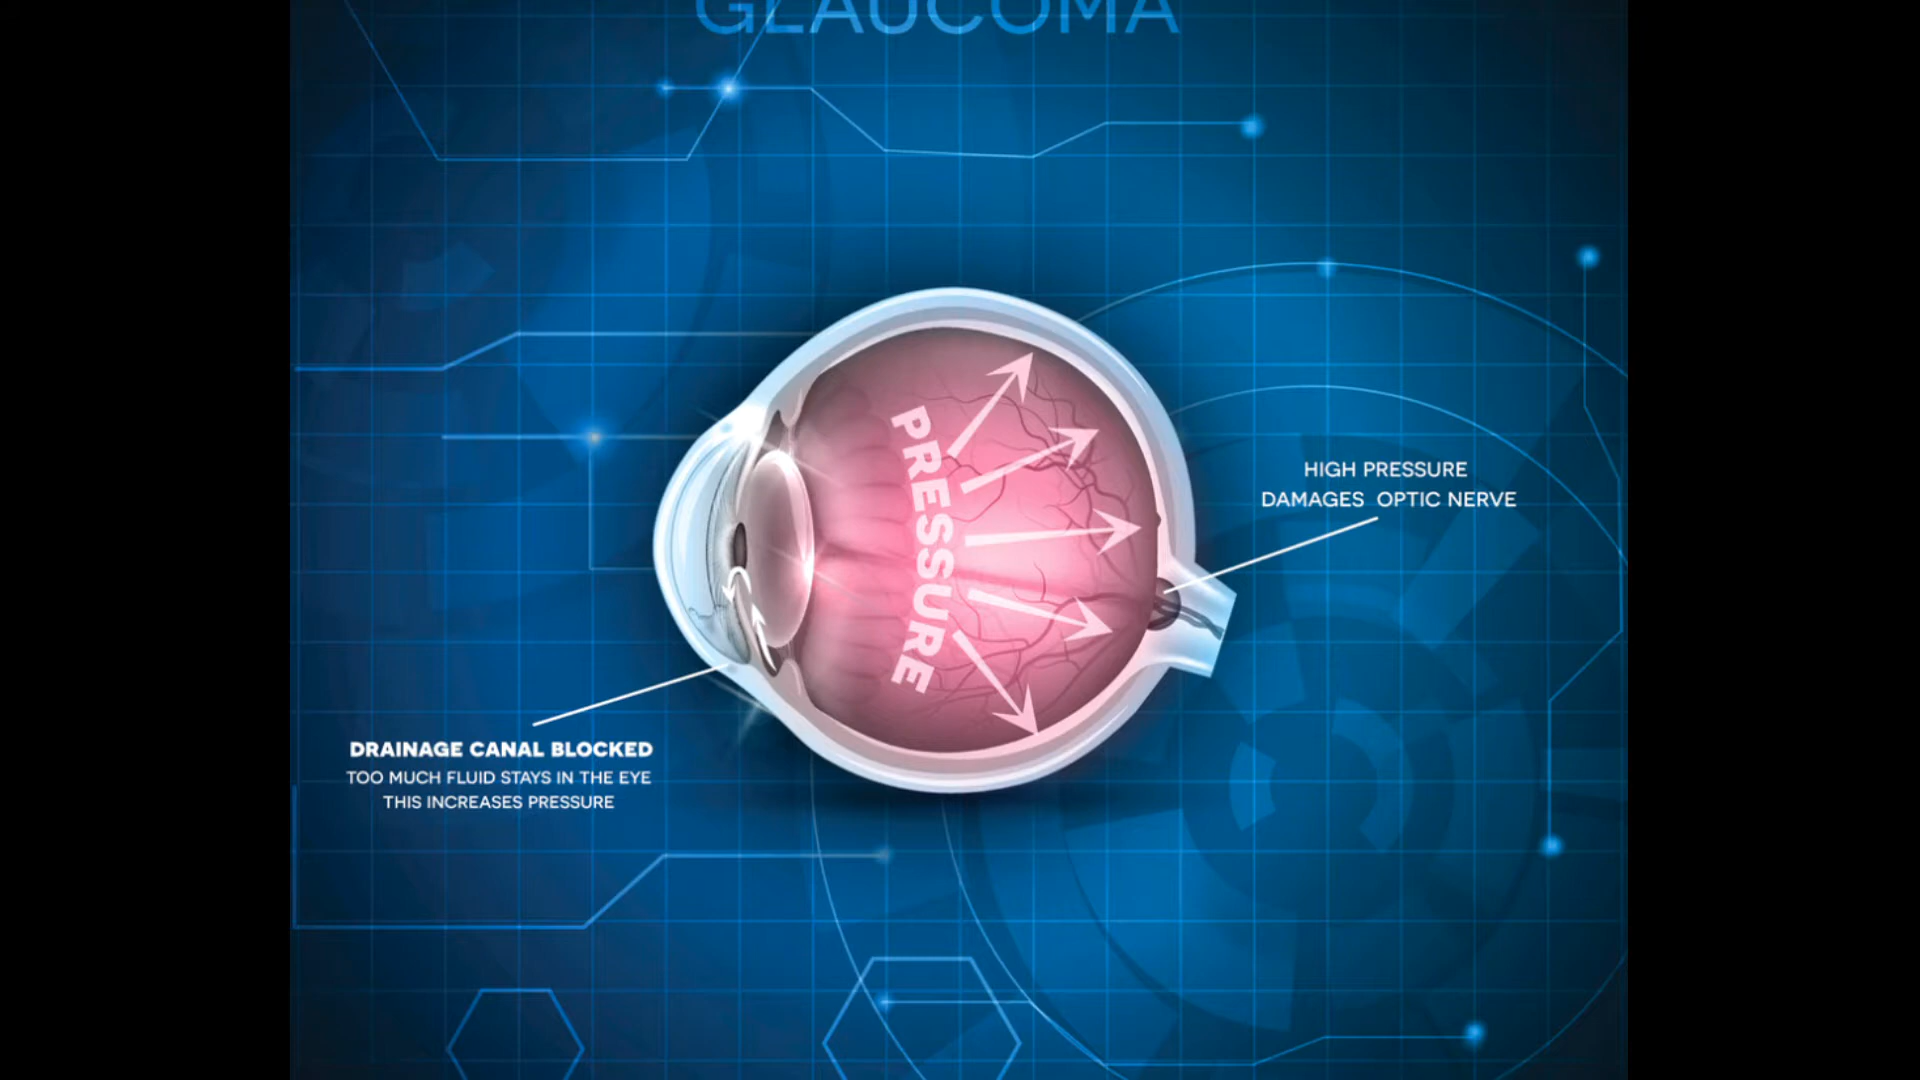 GLAUCOMA
PRESSURE
HIGH PRESSURE
DAMAGES OPTIC NERVE
DRAINAGE CANAL BLOCKED
TOO MUCH FLUID STAYS IN THE EYE
THIS INCREASES PRESSURE